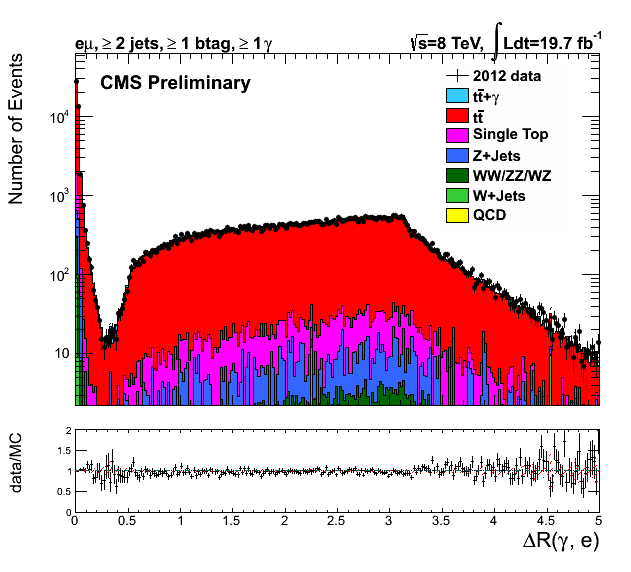 eμ, ≥ 2 jets, ≥ 1 btag, ≥ 1 γ
√s=8 TeV, ∫Ldt=19.7 fb⁻¹
CMS Preliminary
Number of Events
10⁴
10³
10²
10
2012 data
tt̄+γ
tt̄
Single Top
Z+Jets
WW/ZZ/WZ
W+Jets
QCD
data/MC
2
1.5
1
0.5
0
0 0.5 1 1.5 2 2.5 3 3.5 4 4.5 5
ΔR(γ, e)